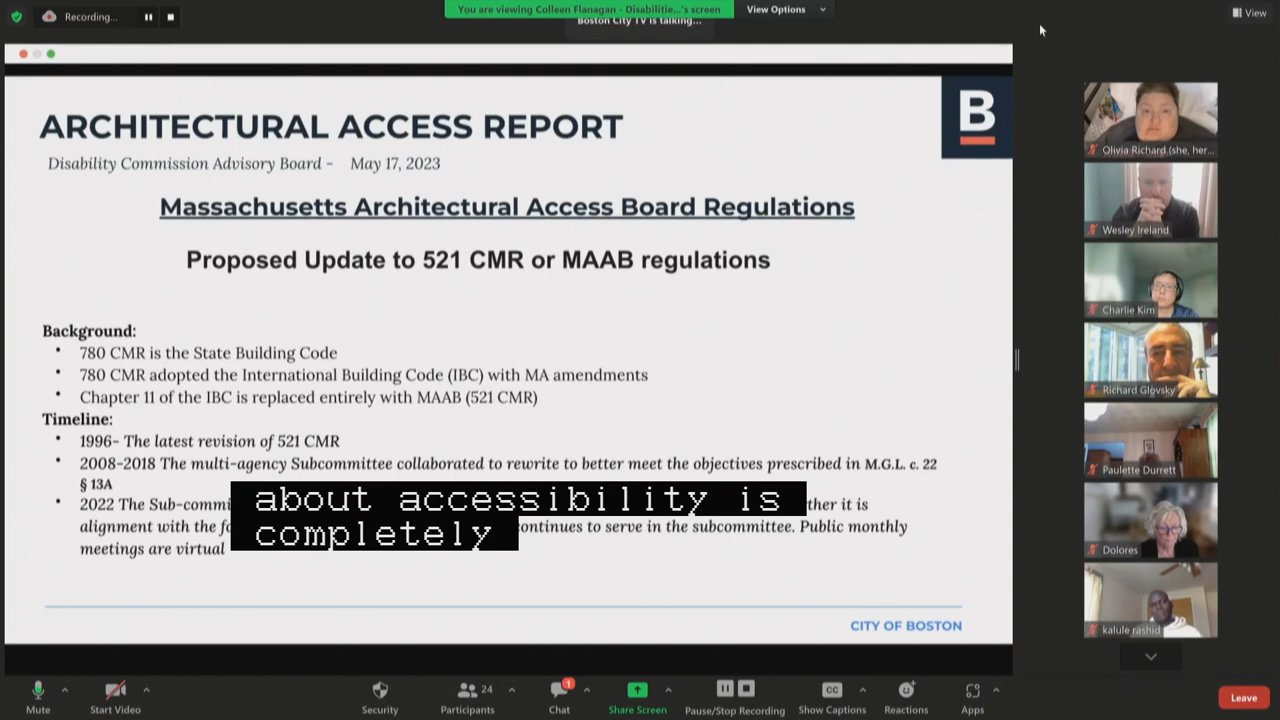 Recording...
You are viewing Colleen Flanagan - Disabilitie...'s screen
View Options
Boston City TV is talking...
View
B
ARCHITECTURAL ACCESS REPORT
Disability Commission Advisory Board - May 17, 2023
Massachusetts Architectural Access Board Regulations
Proposed Update to 521 CMR or MAAB regulations
Background:
• 780 CMR is the State Building Code
• 780 CMR adopted the International Building Code (IBC) with MA amendments
• Chapter 11 of the IBC is replaced entirely with MAAB (521 CMR)
Timeline:
• 1996- The latest revision of 521 CMR
• 2008-2018 The multi-agency Subcommittee collaborated to rewrite to better meet the objectives prescribed in M.G.L. c. 22
§ 13A
• 2022 The Sub-commi ther it is
alignment with the fo continues to serve in the subcommittee. Public monthly
meetings are virtual
about accessibility is
completely
CITY OF BOSTON
Olivia Richard (she, her...
Wesley Ireland
Charlie Kim
Richard Glovsky
Paulette Durrett
Dolores
kalule rashid
Mute
Start Video
Security
24
Participants
1
Chat
Share Screen
Pause/Stop Recording
CC
Show Captions
Reactions
Apps
Leave